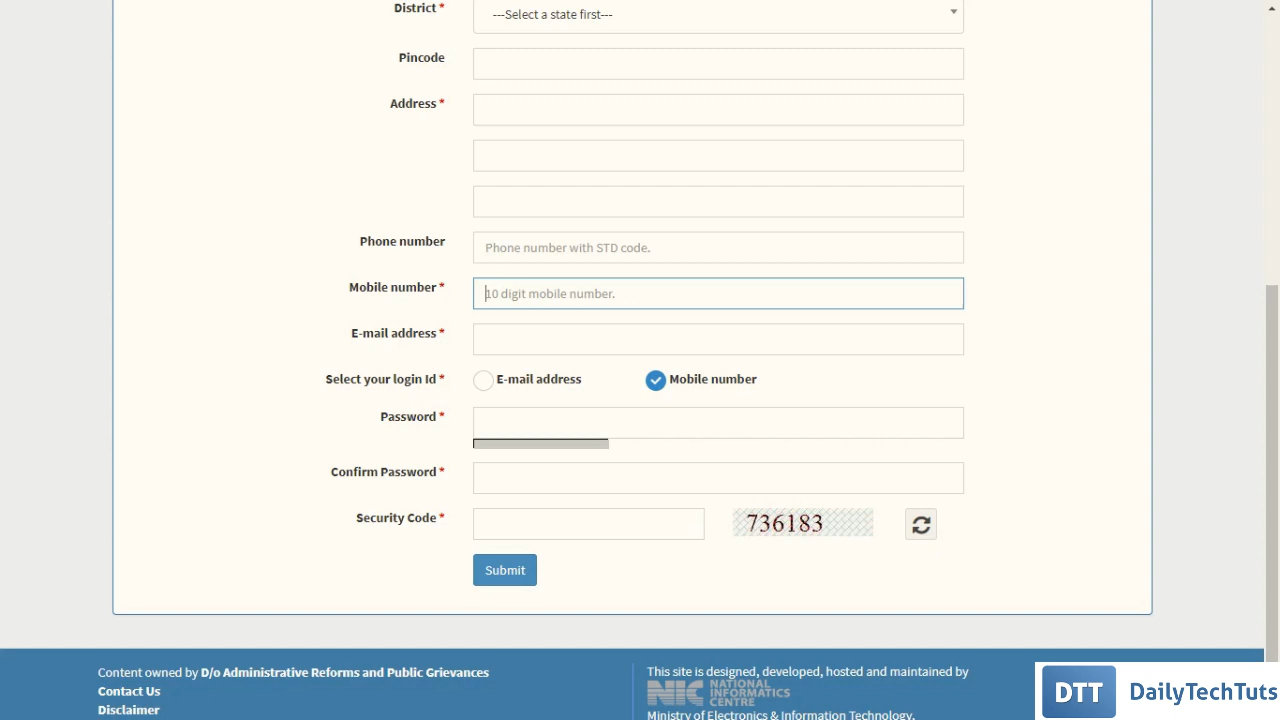 District *
---Select a state first---
Pincode
Address *
Phone number
Phone number with STD code.
Mobile number *
10 digit mobile number.
E-mail address *
Select your login Id *
E-mail address
Mobile number
Password *
Confirm Password *
Security Code *
736183
Submit
Content owned by D/o Administrative Reforms and Public Grievances
Contact Us
Disclaimer
This site is designed, developed, hosted and maintained by
NIC NATIONAL
INFORMATICS
CENTRE
Ministry of Electronics & Information Technology,
DTT DailyTechTuts